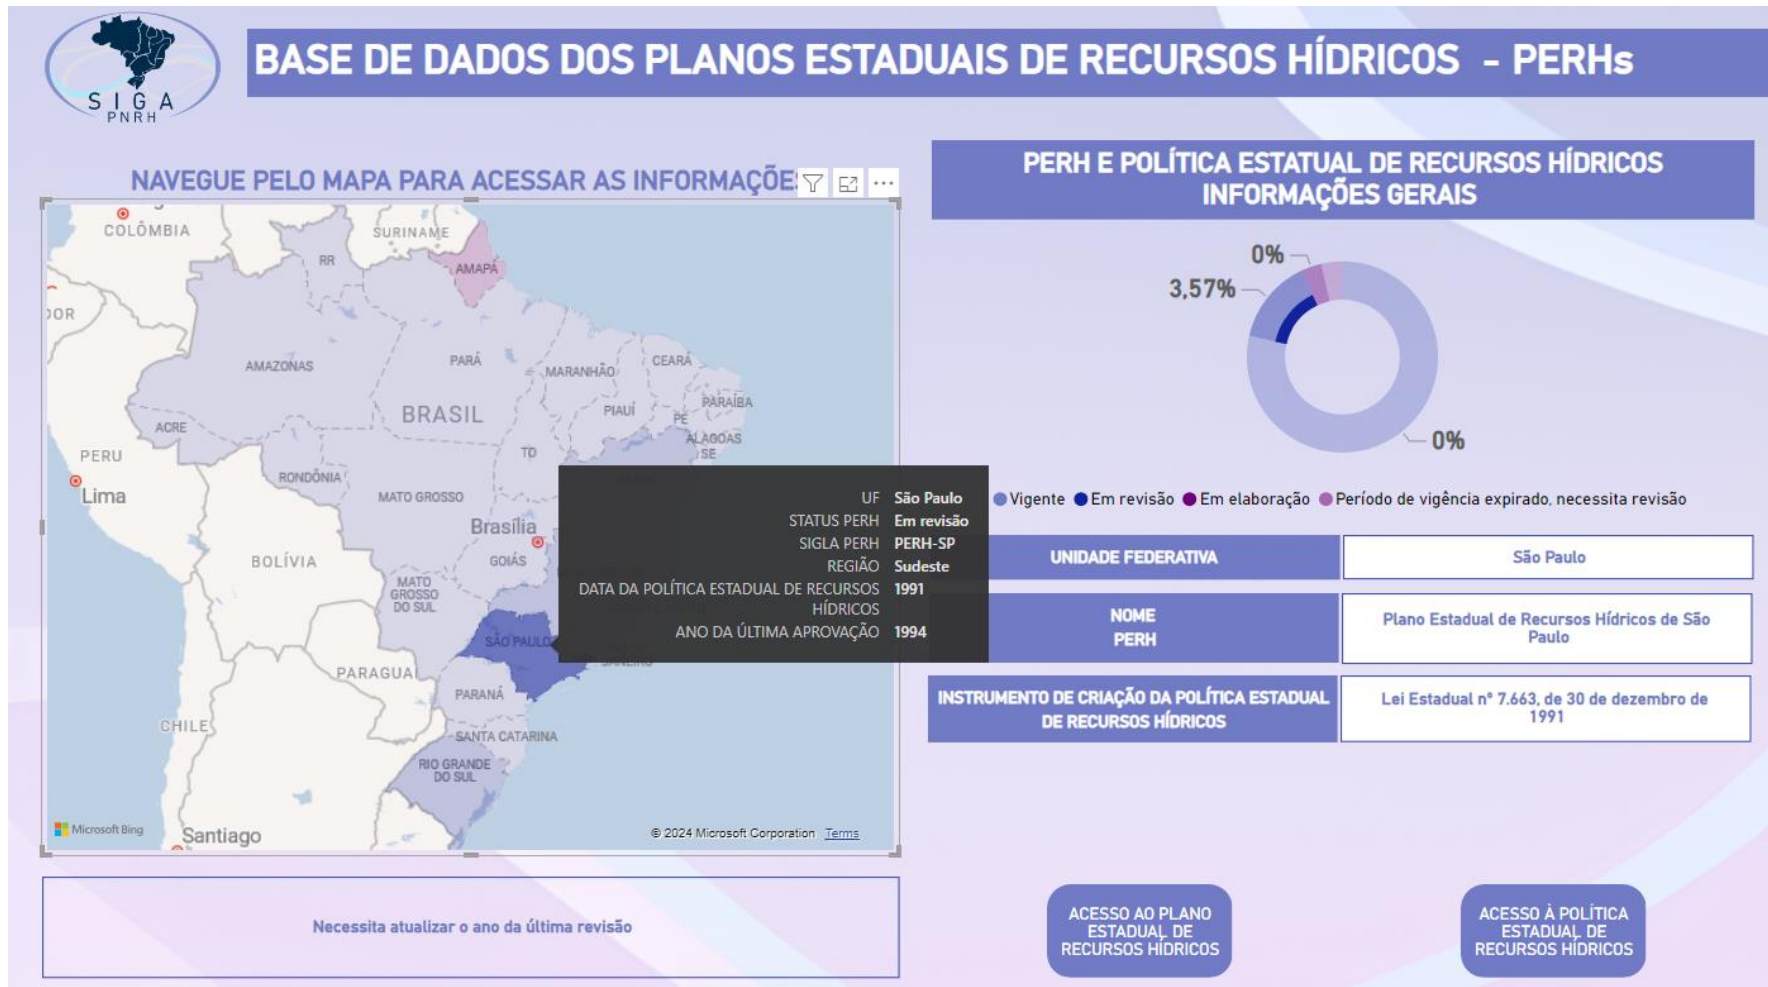 SIGA
PNRH
BASE DE DADOS DOS PLANOS ESTADUAIS DE RECURSOS HÍDRICOS - PERHs
NAVEGUE PELO MAPA PARA ACESSAR AS INFORMAÇÕES
COLÔMBIA
SURINAME
RR
AMAPÁ
DOR
AMAZONAS
PARÁ
MARANHÃO
CEARÁ
BRASIL
PIAUÍ
PARAÍBA
PE
ACRE
ALAGOAS
SE
PERU
TO
Lima
RONDÔNIA
MATO GROSSO
Brasília
BOLÍVIA
GOIÁS
MATO
GROSSO
DO SUL
SÃO PAULO
PARAGUAI
PARANÁ
CHILE
SANTA CATARINA
RIO GRANDE
DO SUL
Microsoft Bing
Santiago
© 2024 Microsoft Corporation Terms
UF São Paulo
STATUS PERH Em revisão
SIGLA PERH PERH-SP
REGIÃO Sudeste
DATA DA POLÍTICA ESTADUAL DE RECURSOS 1991
HÍDRICOS
ANO DA ÚLTIMA APROVAÇÃO 1994
Necessita atualizar o ano da última revisão
PERH E POLÍTICA ESTATUAL DE RECURSOS HÍDRICOS
INFORMAÇÕES GERAIS
0%
3,57%
0%
Vigente Em revisão Em elaboração Período de vigência expirado, necessita revisão
UNIDADE FEDERATIVA
São Paulo
NOME
PERH
Plano Estadual de Recursos Hídricos de São
Paulo
INSTRUMENTO DE CRIAÇÃO DA POLÍTICA ESTADUAL
DE RECURSOS HÍDRICOS
Lei Estadual nº 7.663, de 30 de dezembro de
1991
ACESSO AO PLANO
ESTADUAL DE
RECURSOS HÍDRICOS
ACESSO À POLÍTICA
ESTADUAL DE
RECURSOS HÍDRICOS